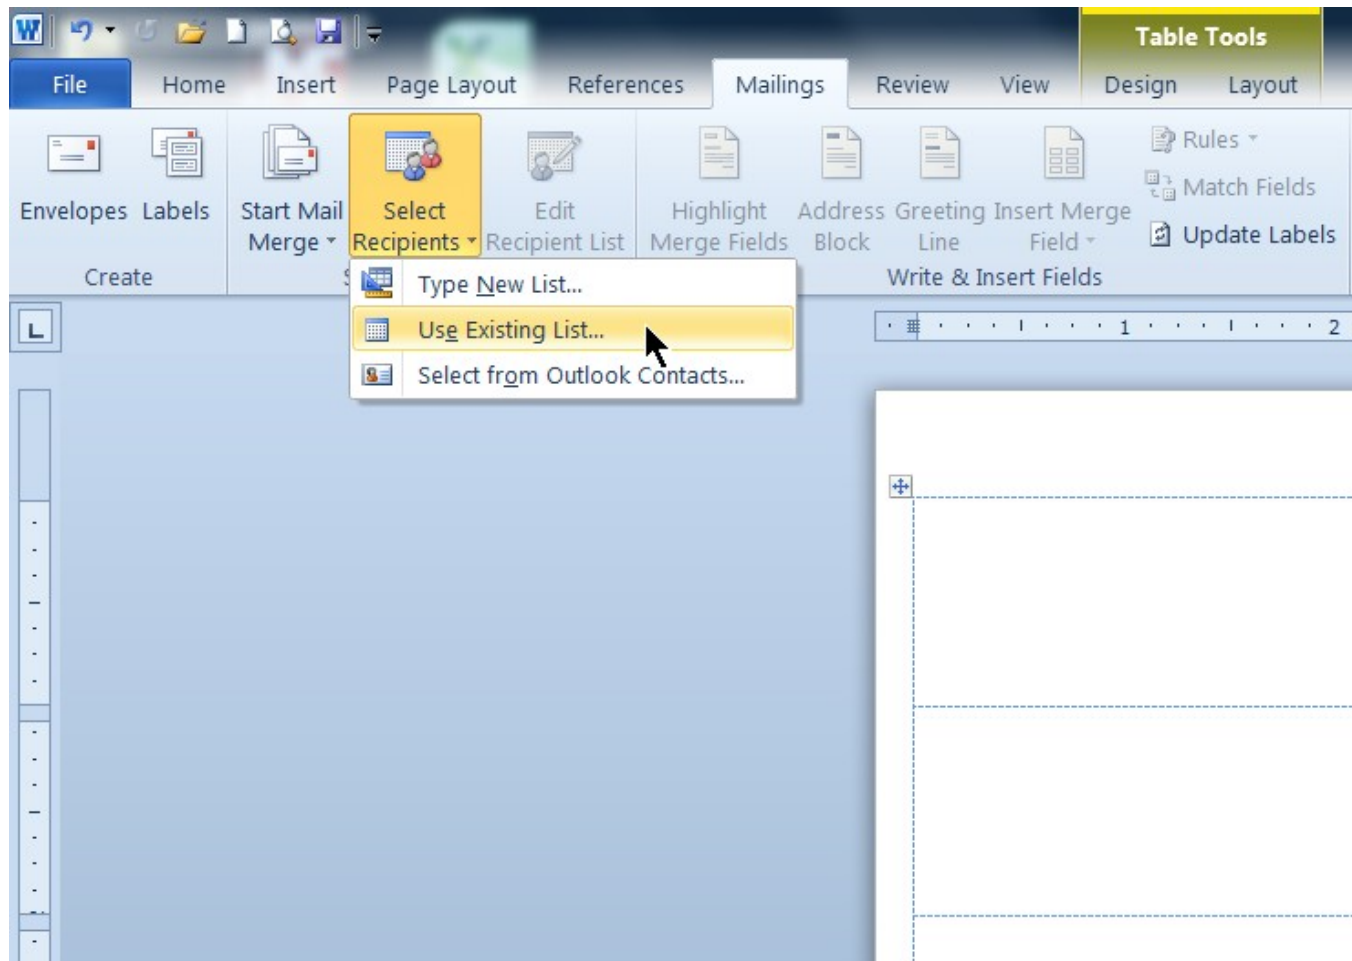 W
Table Tools
File Home Insert Page Layout References Mailings Review View Design Layout
Envelopes
Labels
Start Mail
Merge
Select
Recipients
Edit
Recipient List
Highlight
Merge Fields
Address
Block
Greeting
Line
Insert Merge
Field
Rules
Match Fields
Update Labels
Create
Write & Insert Fields
Type New List...
Use Existing List...
Select from Outlook Contacts...
L
1 2